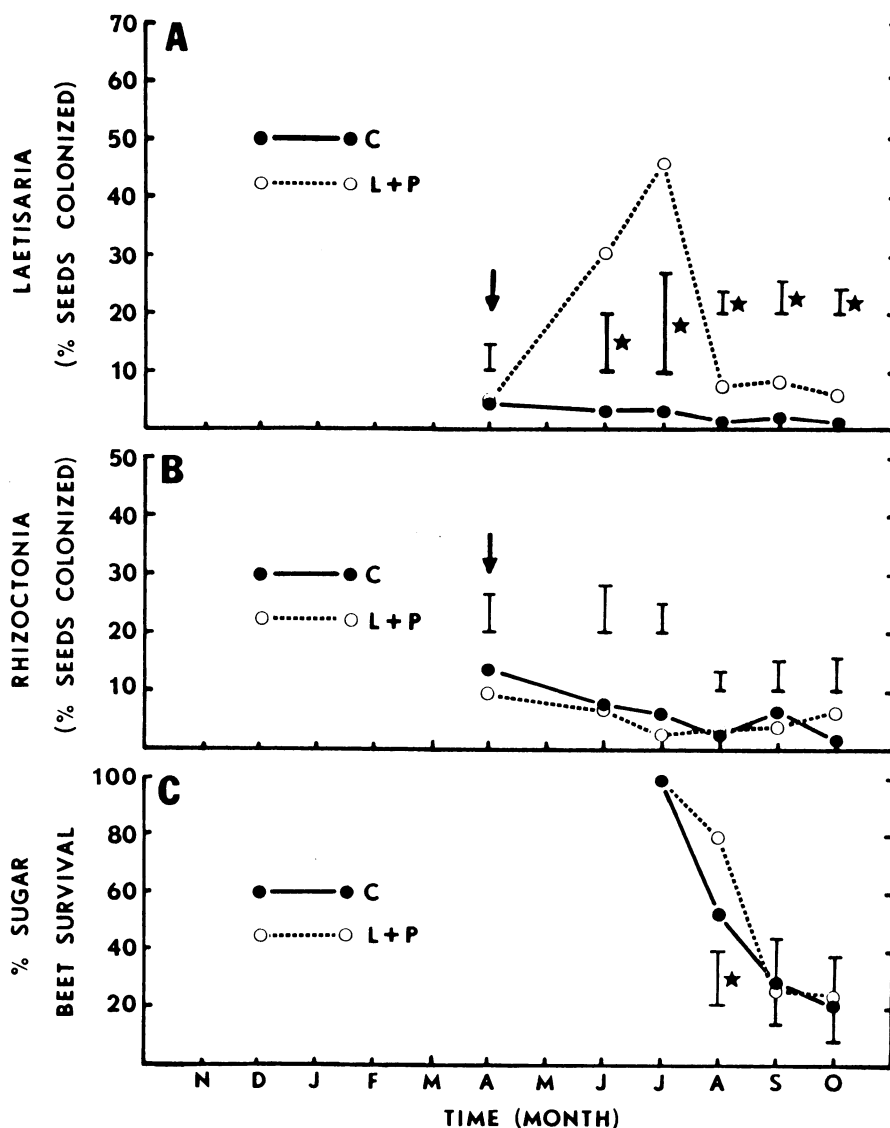 A
70
60
50
40
30
20
10
LAETISARIA
(% SEEDS COLONIZED)
C
L+P
B
50
40
30
20
10
RHIZOCTONIA
(% SEEDS COLONIZED)
C
L+P
C
100
80
60
40
20
% SUGAR
BEET SURVIVAL
C
L+P
N D J F M A M J J A S O
TIME (MONTH)